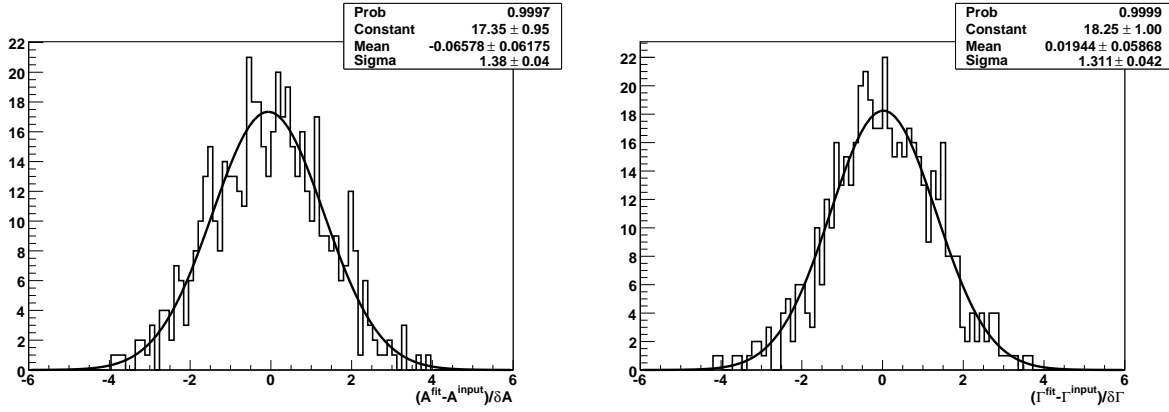 Prob 0.9997
Constant 17.35 ± 0.95
Mean -0.06578 ± 0.06175
Sigma 1.38 ± 0.04
22
20
18
16
14
12
10
8
6
4
2
0
-6 -4 -2 0 2 4 6
(A^fit-A^input)/δA
Prob 0.9999
Constant 18.25 ± 1.00
Mean 0.01944 ± 0.05868
Sigma 1.311 ± 0.042
22
20
18
16
14
12
10
8
6
4
2
0
-6 -4 -2 0 2 4 6
(Γ^fit-Γ^input)/δΓ